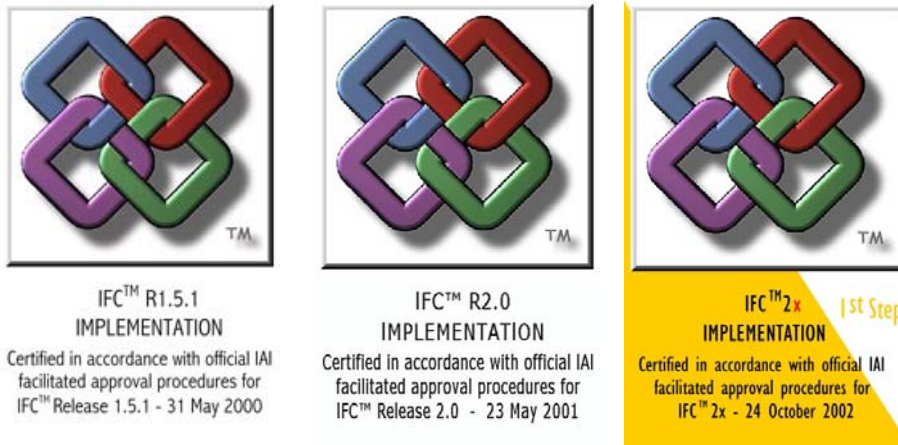 TM
IFC™ R1.5.1
IMPLEMENTATION
Certified in accordance with official IAI
facilitated approval procedures for
IFC™ Release 1.5.1 - 31 May 2000
TM
IFC™ R2.0
IMPLEMENTATION
Certified in accordance with official IAI
facilitated approval procedures for
IFC™ Release 2.0 - 23 May 2001
TM
IFC™2x
1st Step
IMPLEMENTATION
Certified in accordance with official IAI
facilitated approval procedures for
IFC™ 2x - 24 October 2002